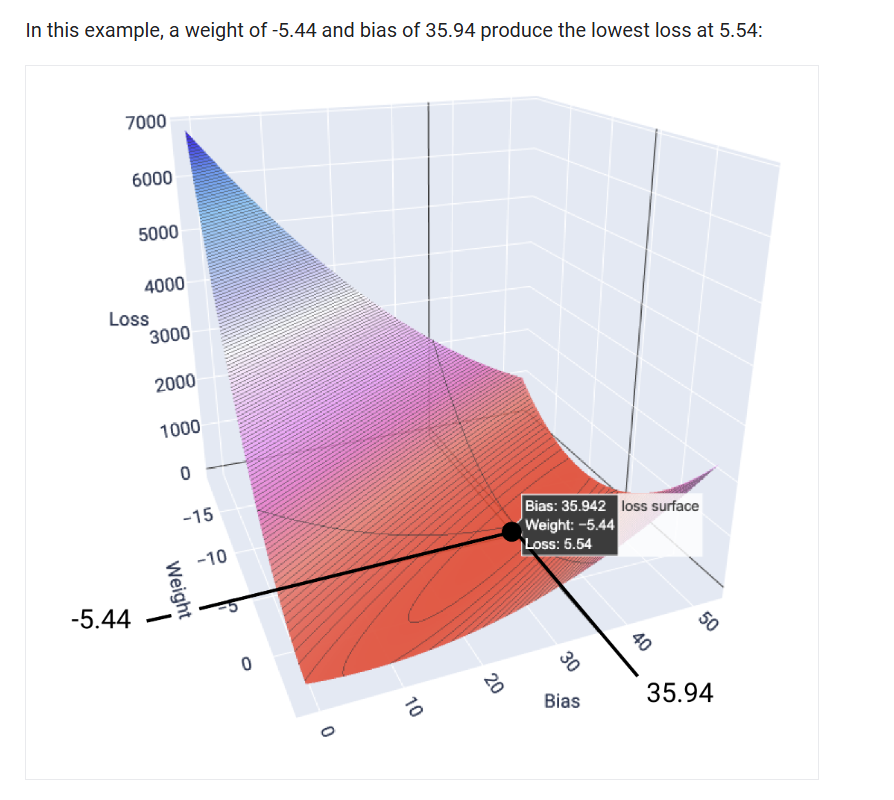 In this example, a weight of -5.44 and bias of 35.94 produce the lowest loss at 5.54:
7000
6000
5000
4000
Loss
3000
2000
1000
0
−15
−10
Weight
−5
0
-5.44
Bias: 35.942
Weight: −5.44
Loss: 5.54
loss surface
0
10
20
30
40
50
Bias
35.94